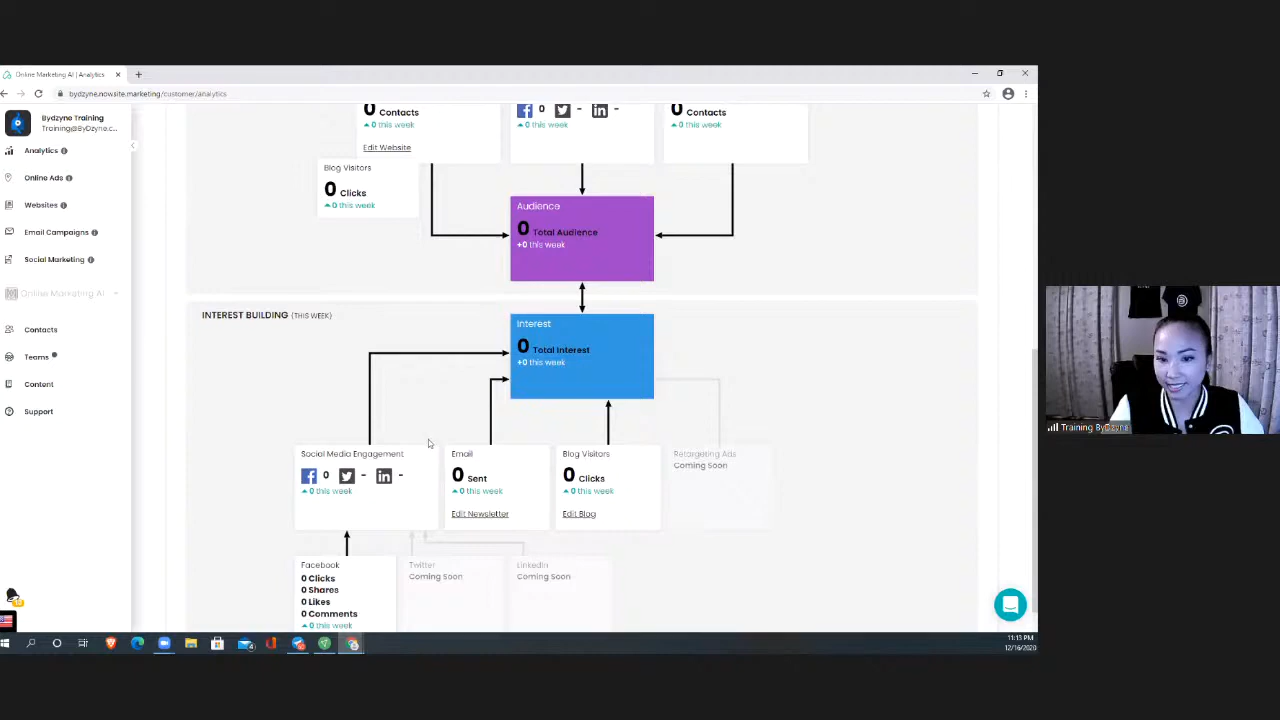 Online Marketing AI | Analytics
bydzyne.nowsite.marketing/customer/analytics
Bydzyne Training
Training@ByDzyne.c...
Analytics
Online Ads
Websites
Email Campaigns
Social Marketing
Online Marketing AI
Contacts
Teams
Content
Support
0 Contacts
0 this week
Edit Website
0 - -
0 this week
0 Contacts
0 this week
Blog Visitors
0 Clicks
0 this week
Audience
0 Total Audience
+0 this week
INTEREST BUILDING (THIS WEEK)
Interest
0 Total Interest
+0 this week
Social Media Engagement
0 - -
0 this week
Email
0 Sent
0 this week
Edit Newsletter
Blog Visitors
0 Clicks
0 this week
Edit Blog
Retargeting Ads
Coming Soon
Facebook
0 Clicks
0 Shares
0 Likes
0 Comments
0 this week
Twitter
Coming Soon
LinkedIn
Coming Soon
Training ByDzyne
11:13 PM
12/16/2020